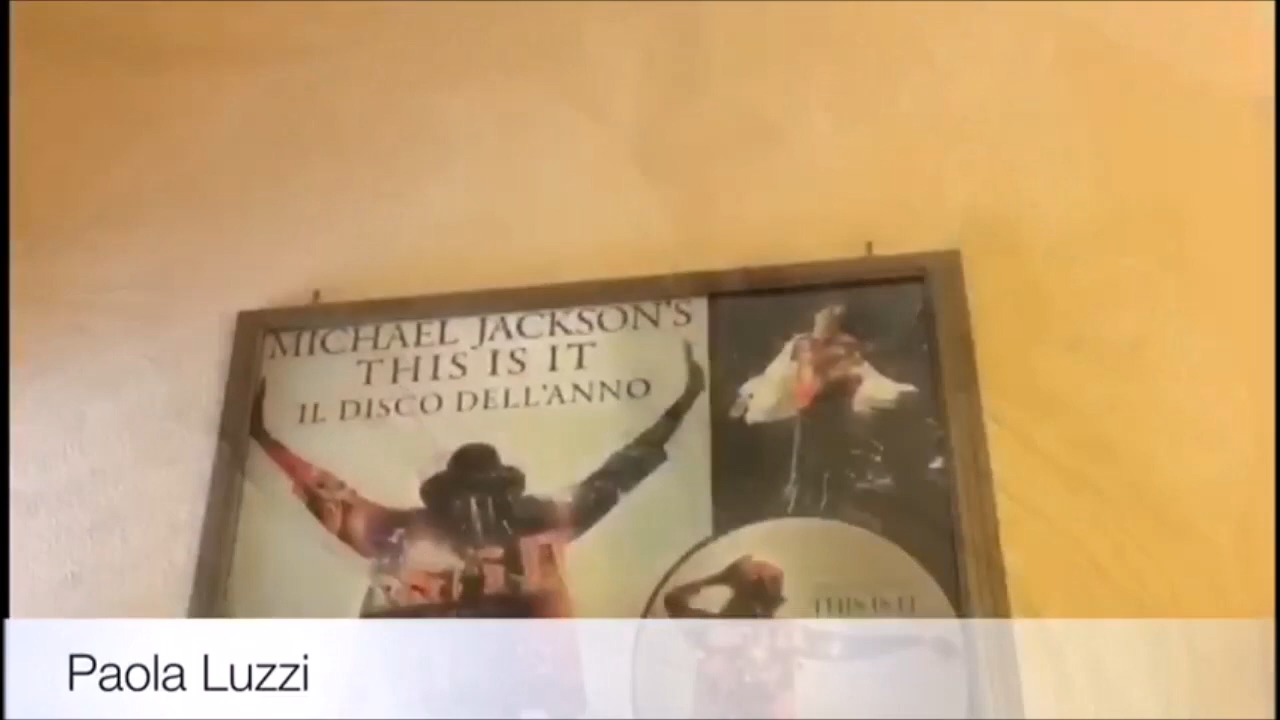 MICHAEL JACKSON'S
THIS IS IT
IL DISCO DELL'ANNO
THIS IS IT
Paola Luzzi